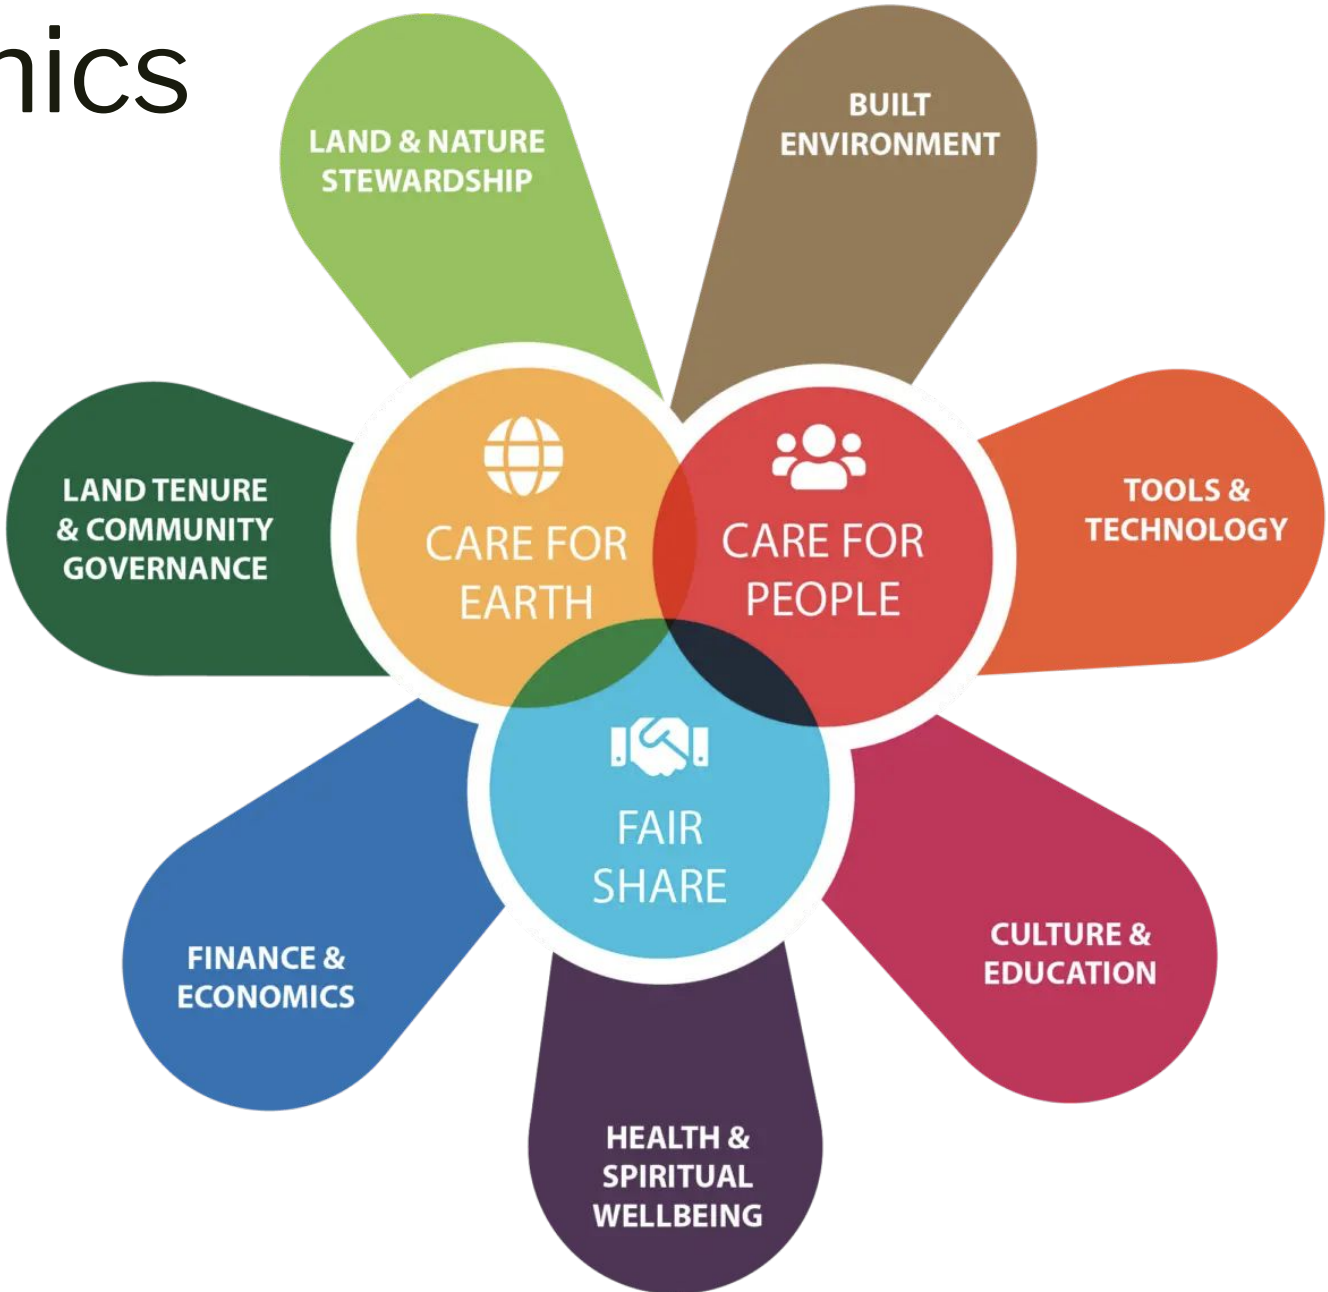 nics
BUILT
ENVIRONMENT
LAND & NATURE
STEWARDSHIP
TOOLS &
TECHNOLOGY
LAND TENURE
& COMMUNITY
GOVERNANCE
CARE FOR
EARTH
CARE FOR
PEOPLE
FAIR
SHARE
CULTURE &
EDUCATION
FINANCE &
ECONOMICS
HEALTH &
SPIRITUAL
WELLBEING